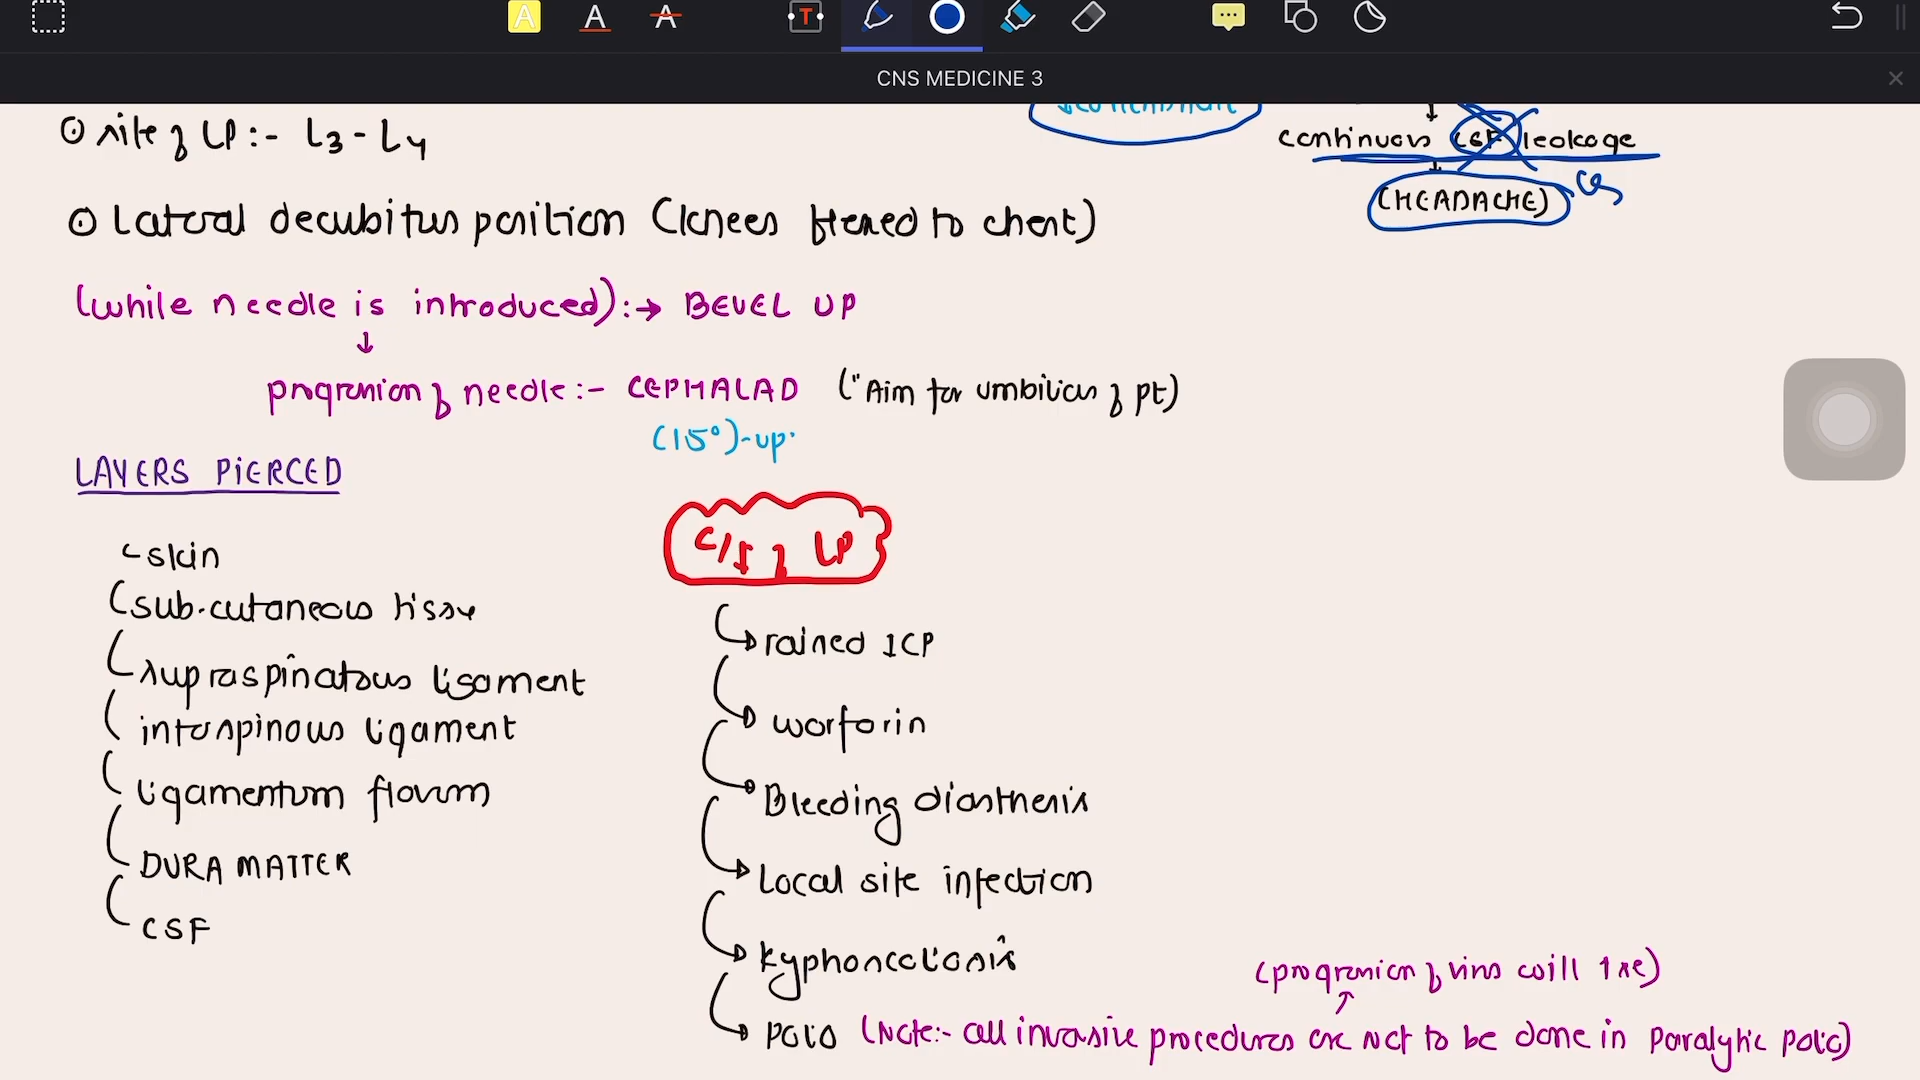 CNS MEDICINE 3
continuous CSF leakage
(HEADACHE)
site of LP:- L3-L4
Lateral decubitus position (knees flexed to chest)
(while needle is introduced):→ BEVEL UP
↓
progression of needle:- CEPHALAD ("Aim for umbilicus of pt)
(15°)-up.
LAYERS PIERCED
skin
sub-cutaneous tissue
supraspinatous ligament
interspinous ligament
ligamentum flavum
DURA MATTER
CSF
C/I of LP
raised ICP
warfarin
Bleeding diasthesis
Local site infection
kyphoscoliosis
(progression of virus will ↑se)
polio (Note:- all invasive procedures are not to be done in paralytic polio)